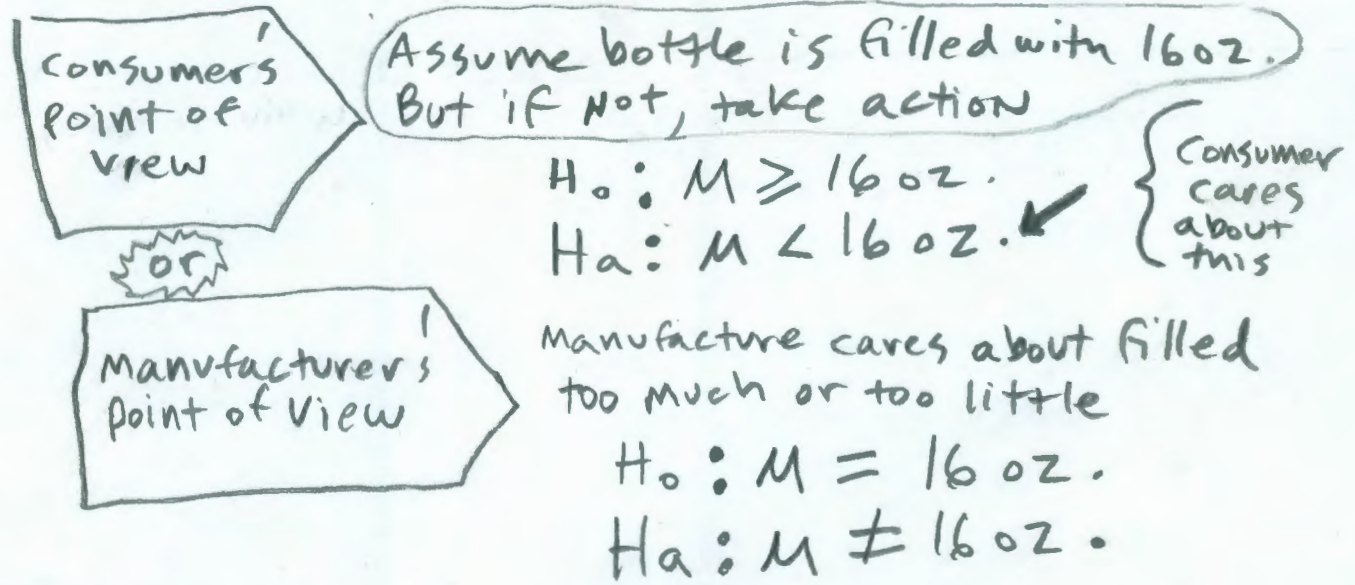 Consumer's
point of
view
Assume bottle is filled with 16oz.
But if Not, take action
H₀: M ≥ 16 oz.
Ha: M < 16 oz.
Consumer
cares
about
this
or
Manufacturer's
point of View
Manufacture cares about filled
too much or too little
H₀: M = 16 oz.
Ha: M ≠ 16 oz.